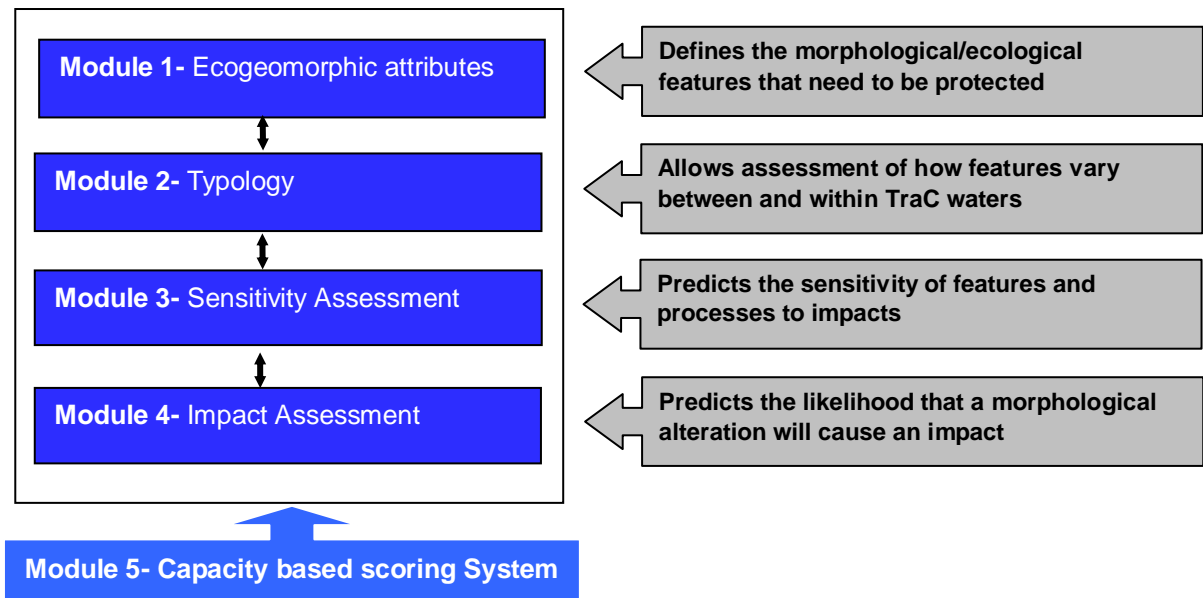 Module 1- Ecogeomorphic attributes
Defines the morphological/ecological
features that need to be protected
Module 2- Typology
Allows assessment of how features vary
between and within TraC waters
Module 3- Sensitivity Assessment
Predicts the sensitivity of features and
processes to impacts
Module 4- Impact Assessment
Predicts the likelihood that a morphological
alteration will cause an impact
Module 5- Capacity based scoring System